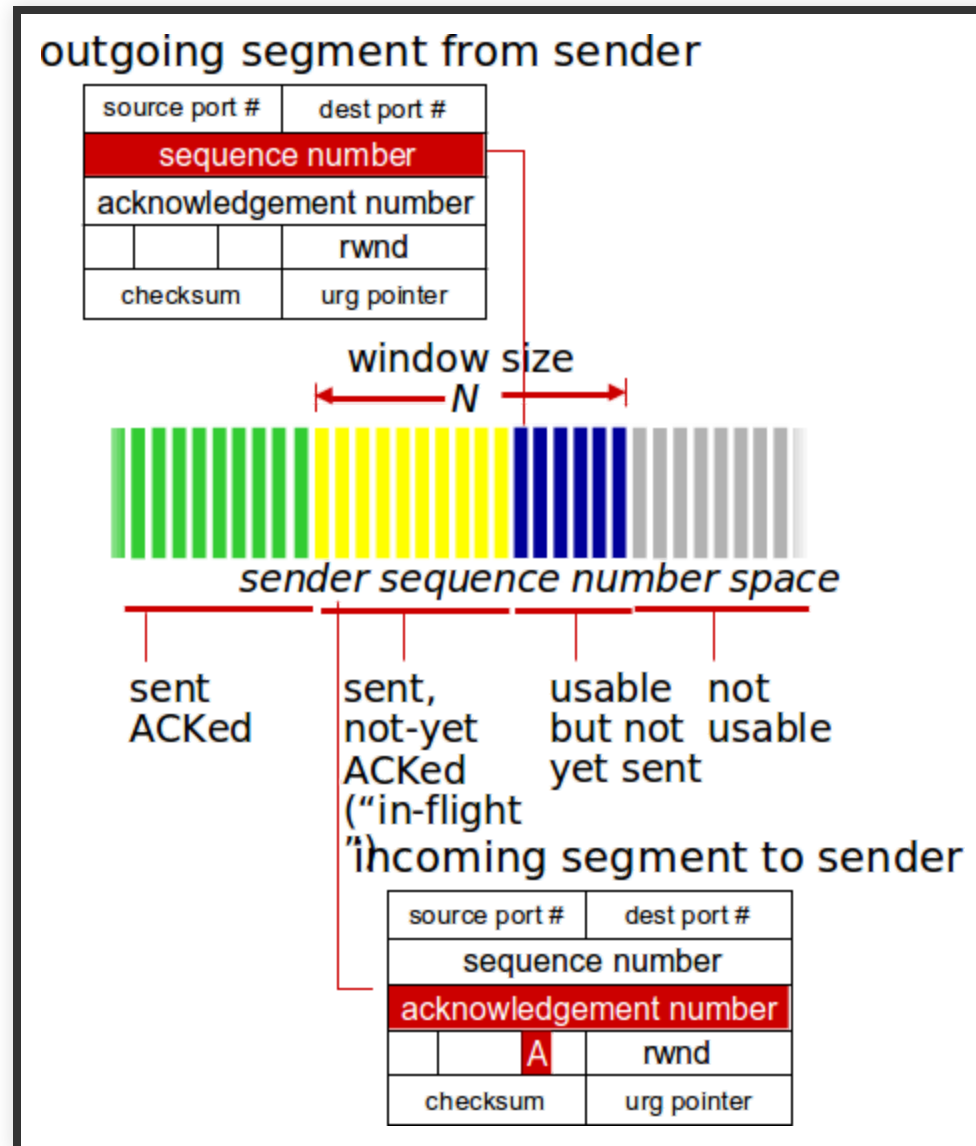 outgoing segment from sender
source port # dest port #
sequence number
acknowledgement number
rwnd
checksum urg pointer
window size
N
sender sequence number space
sent
ACKed
sent,
not-yet
ACKed
(“in-flight
”)
usable
but not
yet sent
not
usable
incoming segment to sender
source port # dest port #
sequence number
acknowledgement number
A rwnd
checksum urg pointer